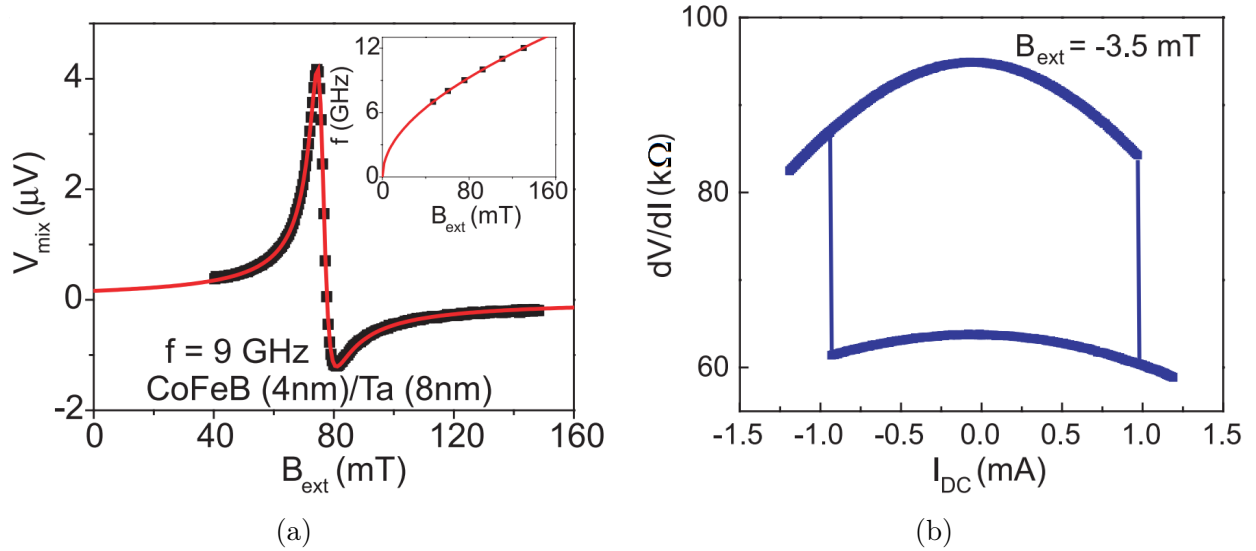 4
2
0
-2
V_mix (μV)
0 40 80 120 160
B_ext (mT)
f = 9 GHz
CoFeB (4nm)/Ta (8nm)
12
6
0
f (GHz)
0 80 160
B_ext (mT)
(a)
100
80
60
dV/dI (kΩ)
B_ext = -3.5 mT
-1.5 -1.0 -0.5 0.0 0.5 1.0 1.5
I_DC (mA)
(b)